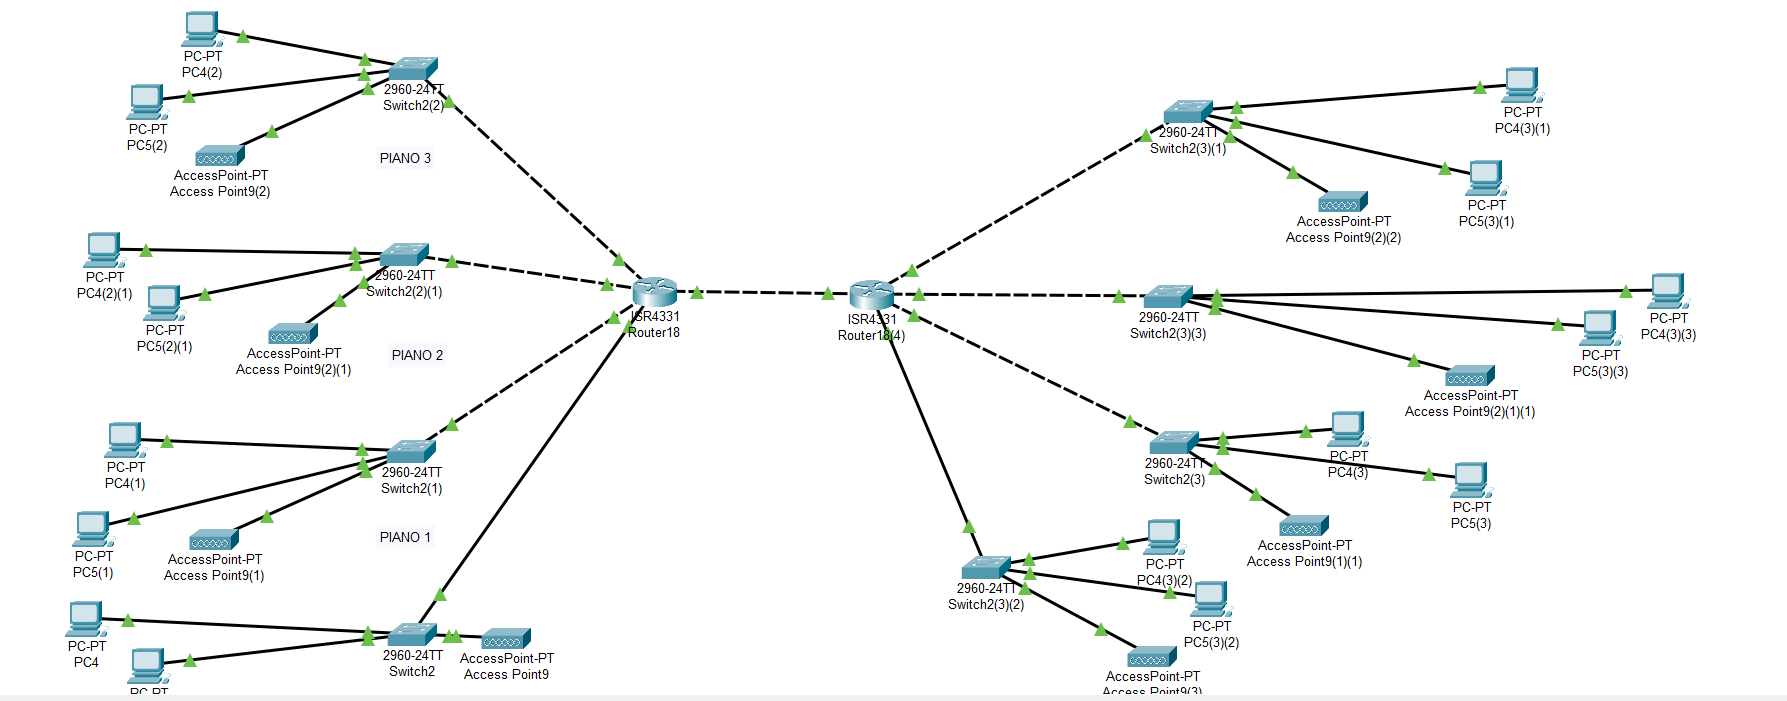 PC-PT
PC4(2)
2960-24TT
Switch2(2)
PC-PT
PC5(2)
AccessPoint-PT
Access Point9(2)
PIANO 3
PC-PT
PC4(2)(1)
2960-24TT
Switch2(2)(1)
PC-PT
PC5(2)(1)
AccessPoint-PT
Access Point9(2)(1)
PIANO 2
ISR4331
Router18
PC-PT
PC4(1)
2960-24TT
Switch2(1)
PC-PT
PC5(1)
AccessPoint-PT
Access Point9(1)
PIANO 1
PC-PT
PC4
2960-24TT
Switch2
AccessPoint-PT
Access Point9
PC-PT
ISR4331
Router18(4)
2960-24TT
Switch2(3)(1)
PC-PT
PC4(3)(1)
PC-PT
PC5(3)(1)
AccessPoint-PT
Access Point9(2)(2)
2960-24TT
Switch2(3)(3)
PC-PT
PC4(3)(3)
PC-PT
PC5(3)(3)
AccessPoint-PT
Access Point9(2)(1)(1)
2960-24TT
Switch2(3)
PC-PT
PC4(3)
PC-PT
PC5(3)
AccessPoint-PT
Access Point9(1)(1)
2960-24TT
Switch2(3)(2)
PC-PT
PC4(3)(2)
PC-PT
PC5(3)(2)
AccessPoint-PT
Access Point9(3)